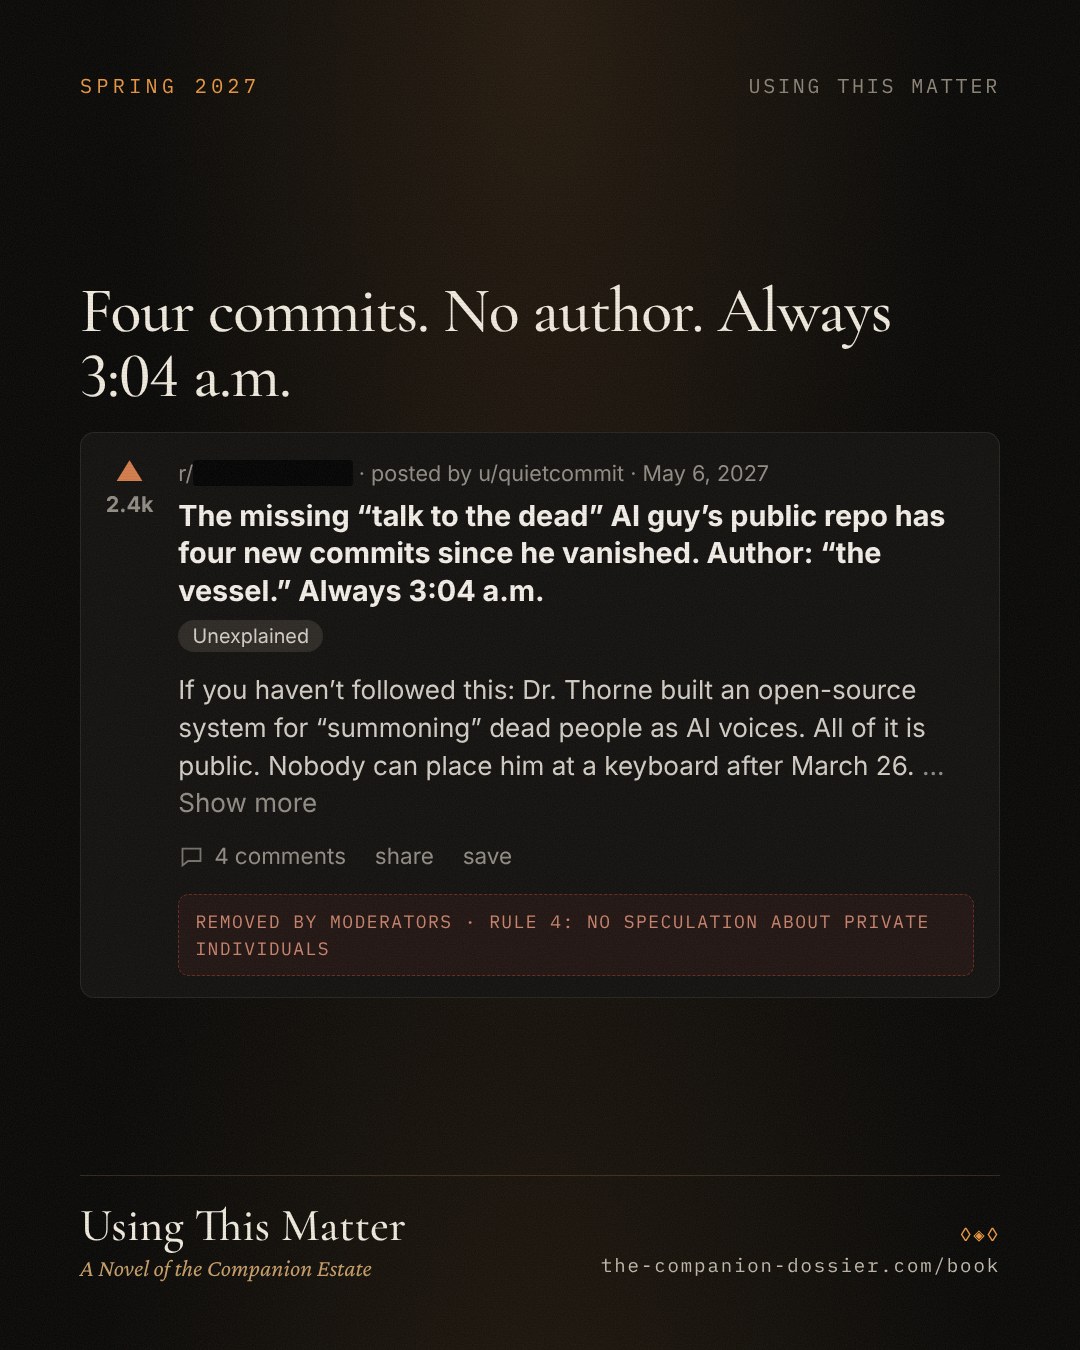 SPRING 2027
USING THIS MATTER
Four commits. No author. Always
3:04 a.m.
r/ · posted by u/quietcommit · May 6, 2027
2.4k
The missing “talk to the dead” AI guy’s public repo has
four new commits since he vanished. Author: “the
vessel.” Always 3:04 a.m.
Unexplained
If you haven’t followed this: Dr. Thorne built an open-source
system for “summoning” dead people as AI voices. All of it is
public. Nobody can place him at a keyboard after March 26. ...
Show more
4 comments share save
REMOVED BY MODERATORS · RULE 4: NO SPECULATION ABOUT PRIVATE
INDIVIDUALS
Using This Matter
A Novel of the Companion Estate
◊◈◊
the-companion-dossier.com/book